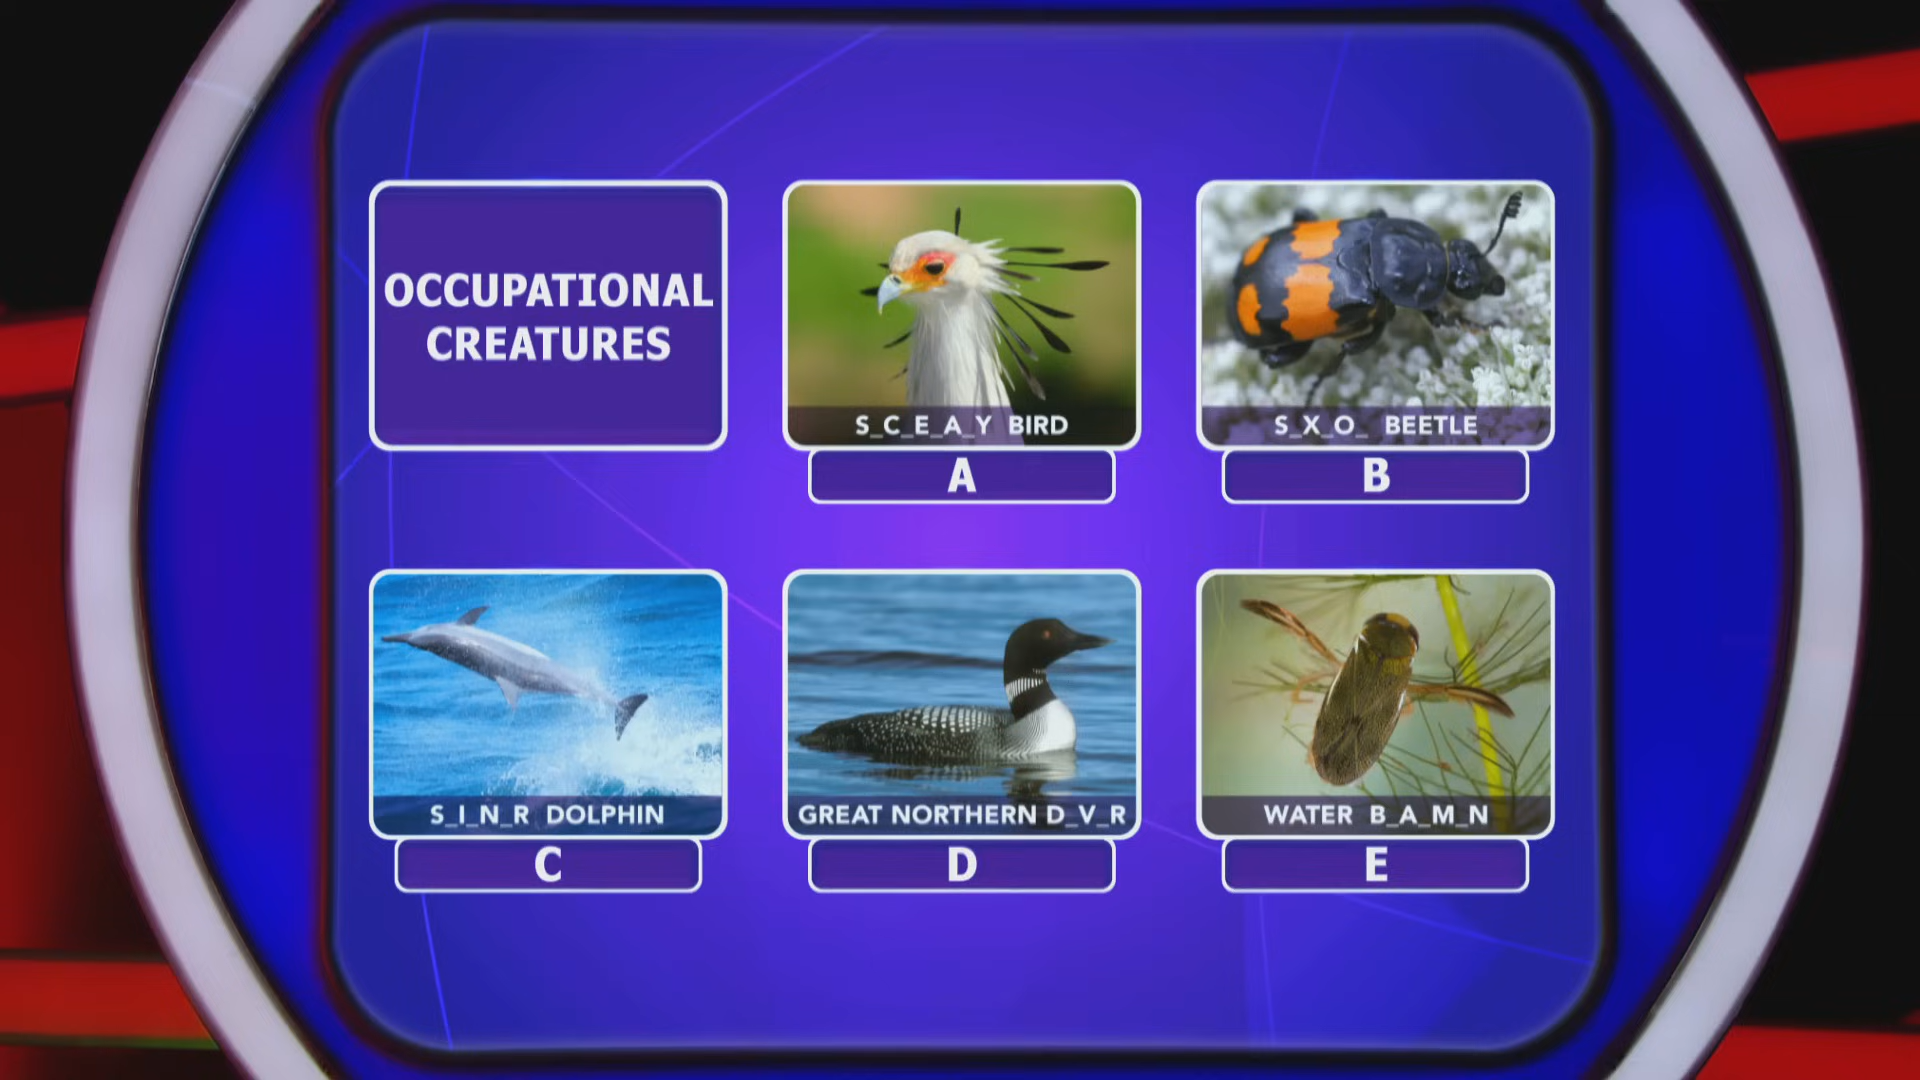 OCCUPATIONAL
CREATURES
S_C_E_A_Y BIRD
A
S_X_O_ BEETLE
B
S_I_N_R DOLPHIN
C
GREAT NORTHERN D_V_R
D
WATER B_A_M_N
E